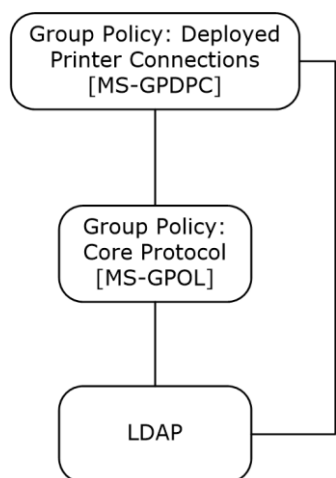 Group Policy: Deployed
Printer Connections
[MS-GPDPC]
Group Policy:
Core Protocol
[MS-GPOL]
LDAP